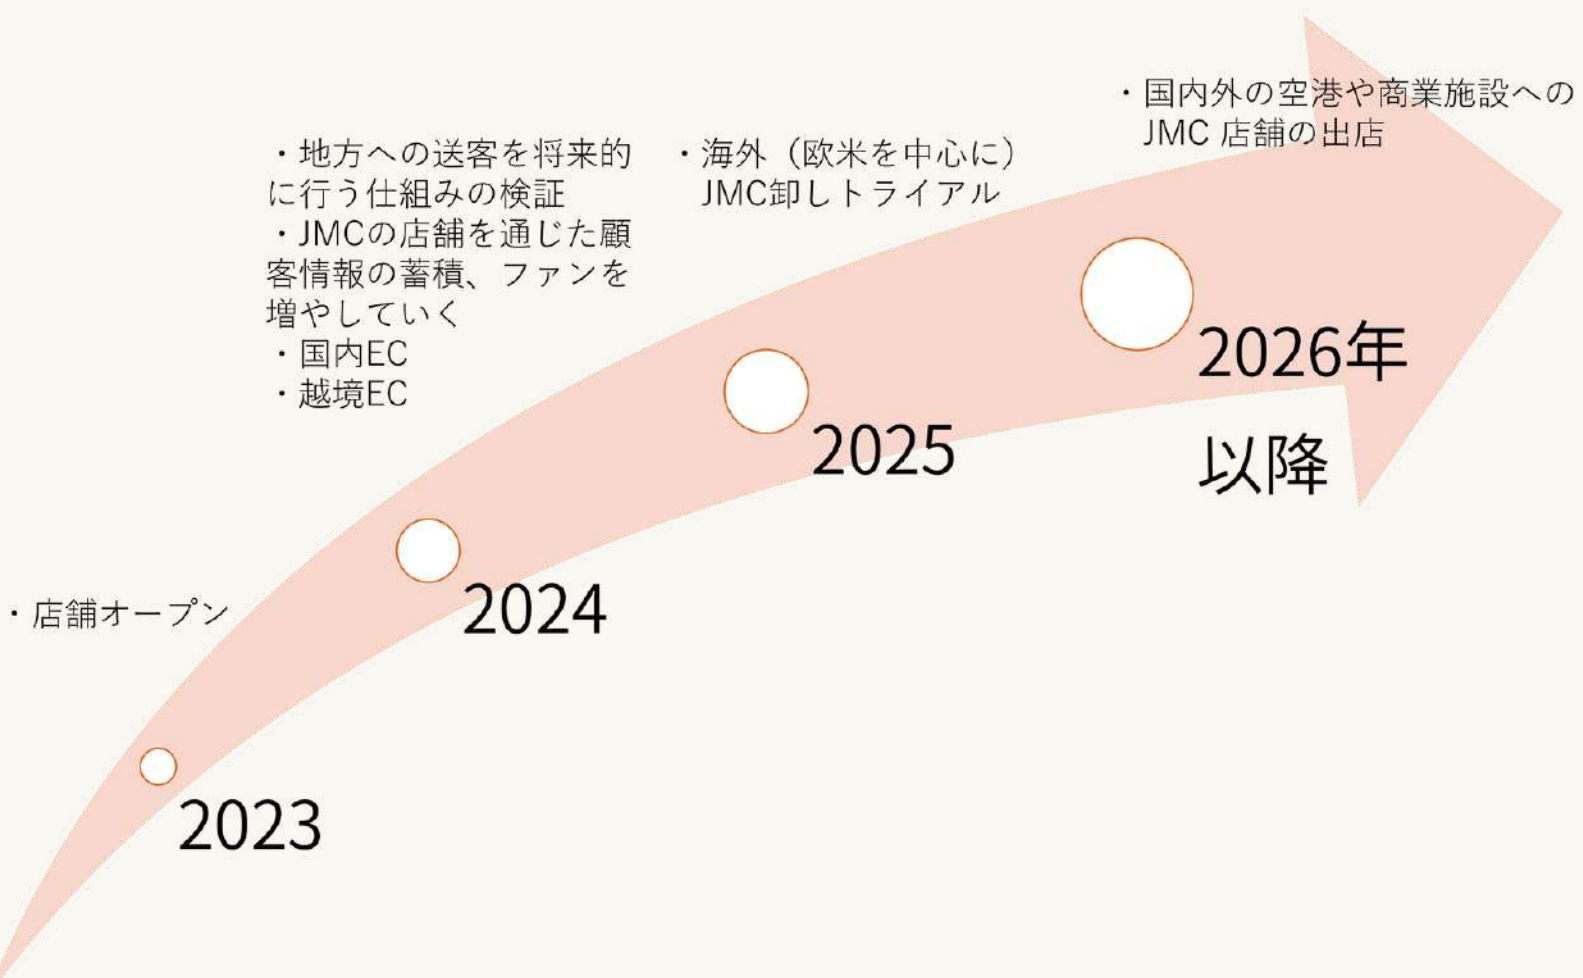 ・店舗オープン
2023
・地方への送客を将来的
に行う仕組みの検証
・JMCの店舗を通じた顧
客情報の蓄積、ファンを
増やしていく
・国内EC
・越境EC
2024
・海外（欧米を中心に）
JMC卸しトライアル
2025
・国内外の空港や商業施設への
JMC 店舗の出店
2026年
以降